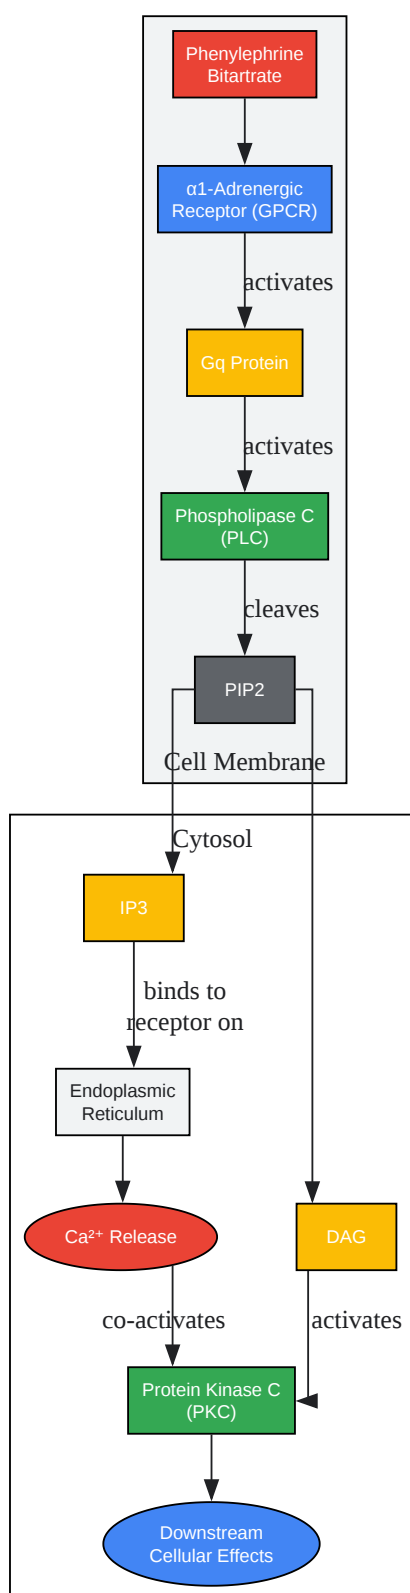 Phenylephrine
Bitartrate
α1-Adrenergic
Receptor (GPCR)
activates
Gq Protein
activates
Phospholipase C
(PLC)
cleaves
PIP2
Cell Membrane
Cytosol
IP3
binds to
receptor on
Endoplasmic
Reticulum
Ca²⁺ Release
DAG
co-activates
activates
Protein Kinase C
(PKC)
Downstream
Cellular Effects